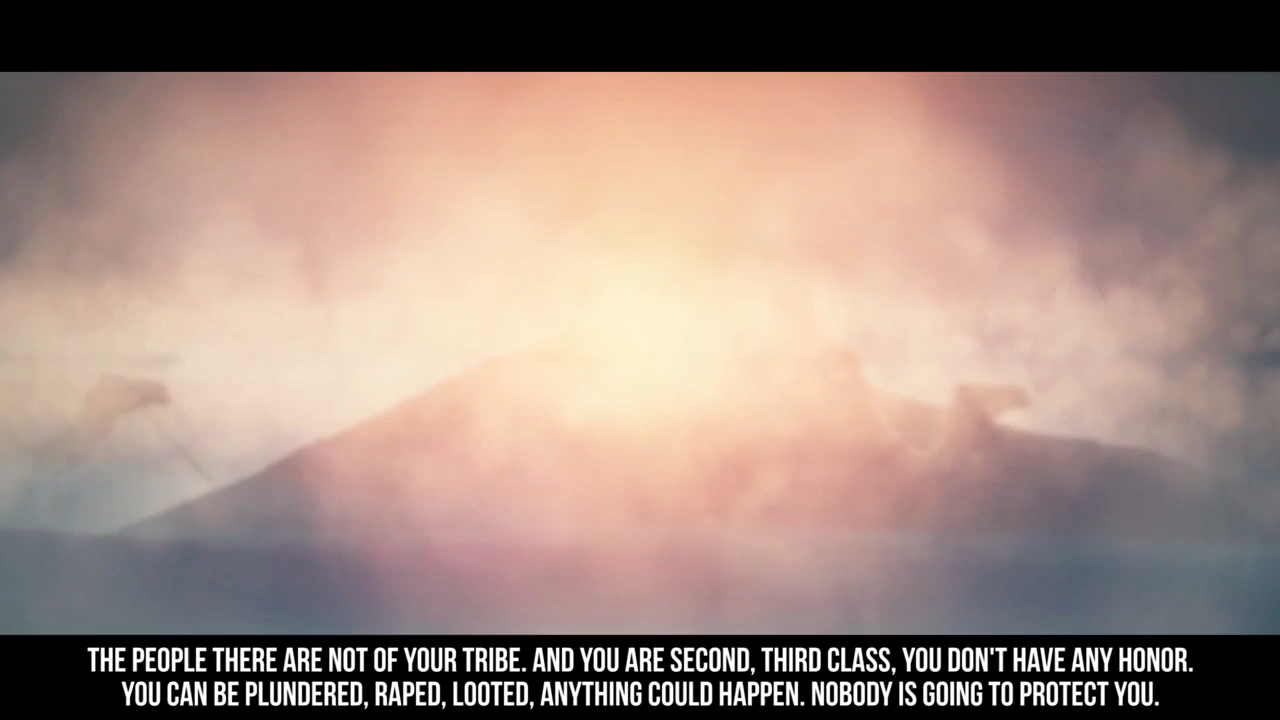 THE PEOPLE THERE ARE NOT OF YOUR TRIBE. AND YOU ARE SECOND, THIRD CLASS, YOU DON'T HAVE ANY HONOR.
YOU CAN BE PLUNDERED, RAPED, LOOTED, ANYTHING COULD HAPPEN. NOBODY IS GOING TO PROTECT YOU.